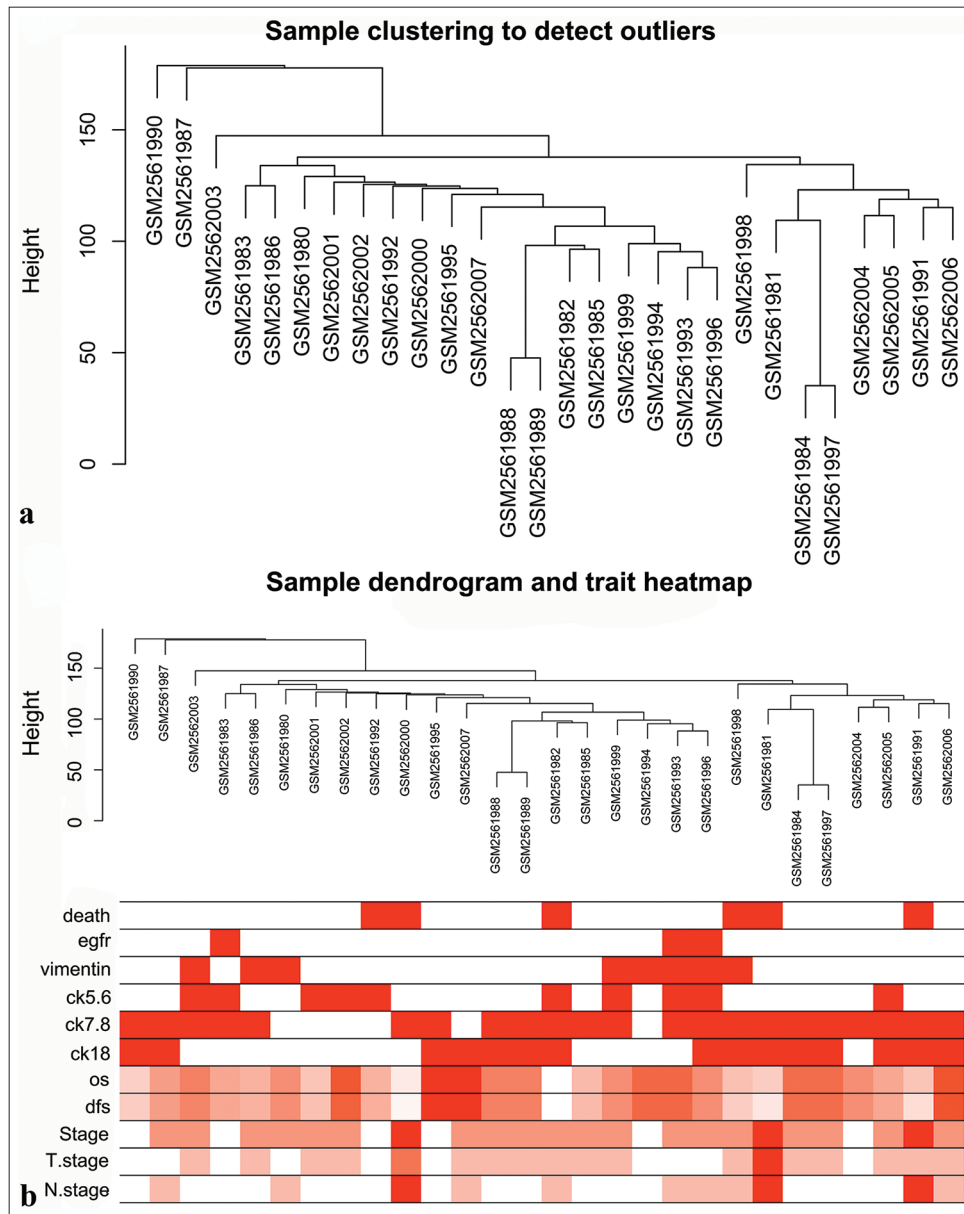 Sample clustering to detect outliers
Height
150
100
50
0
GSM2561990
GSM2561987
GSM2562003
GSM2561983
GSM2561986
GSM2561980
GSM2562001
GSM2562002
GSM2561992
GSM2562000
GSM2561995
GSM2562007
GSM2561988
GSM2561989
GSM2561982
GSM2561985
GSM2561999
GSM2561994
GSM2561993
GSM2561996
GSM2561998
GSM2561981
GSM2561984
GSM2561997
GSM2562004
GSM2562005
GSM2561991
GSM2562006
a
Sample dendrogram and trait heatmap
Height
150
100
50
0
GSM2561990
GSM2561987
GSM2562003
GSM2561983
GSM2561986
GSM2561980
GSM2562001
GSM2562002
GSM2561992
GSM2562000
GSM2561995
GSM2562007
GSM2561988
GSM2561989
GSM2561982
GSM2561985
GSM2561999
GSM2561994
GSM2561993
GSM2561996
GSM2561998
GSM2561981
GSM2561984
GSM2561997
GSM2562004
GSM2562005
GSM2561991
GSM2562006
death
egfr
vimentin
ck5.6
ck7.8
ck18
os
dfs
Stage
T.stage
N.stage
b